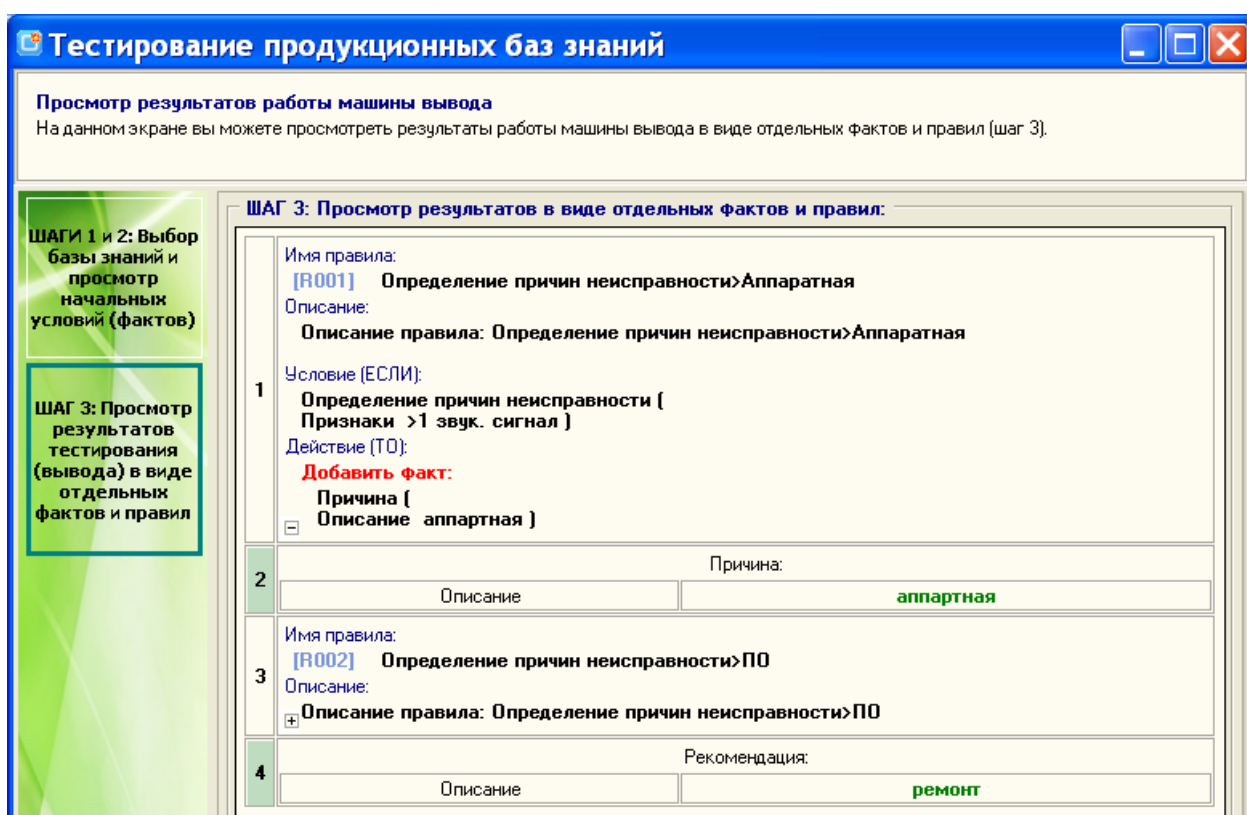 Тестирование продукционных баз знаний
Просмотр результатов работы машины вывода
На данном экране вы можете просмотреть результаты работы машины вывода в виде отдельных фактов и правил (шаг 3).
ШАГИ 1 и 2: Выбор
базы знаний и
просмотр
начальных
условий (фактов)
ШАГ 3: Просмотр
результатов
тестирования
(вывода) в виде
отдельных
фактов и правил
ШАГ 3: Просмотр результатов в виде отдельных фактов и правил:
1
Имя правила:
[R001] Определение причин неисправности>Аппаратная
Описание:
Описание правила: Определение причин неисправности>Аппаратная
Условие (ЕСЛИ):
Определение причин неисправности (
Признаки >1 звук. сигнал )
Действие (ТО):
Добавить факт:
Причина (
Описание аппартная )
2
Причина:
Описание аппартная
3
Имя правила:
[R002] Определение причин неисправности>ПО
Описание:
Описание правила: Определение причин неисправности>ПО
4
Рекомендация:
Описание ремонт